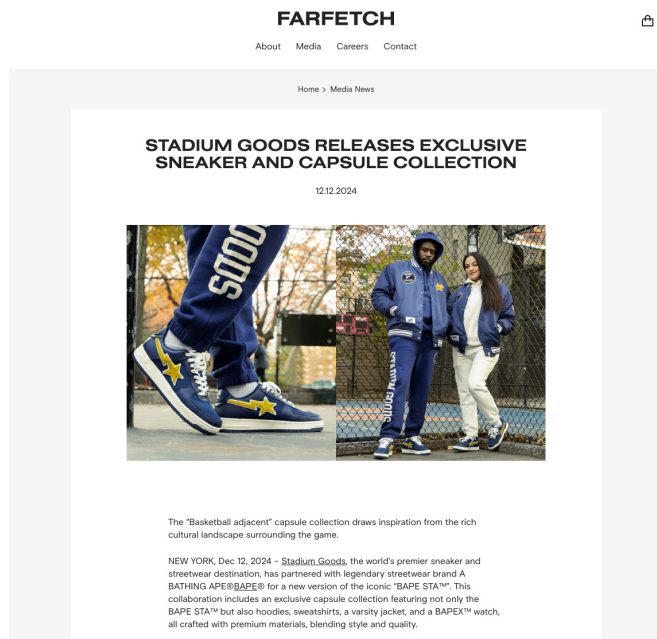 FARFETCH
About Media Careers Contact
Home > Media News
STADIUM GOODS RELEASES EXCLUSIVE
SNEAKER AND CAPSULE COLLECTION
12.12.2024
GOODS
STADIUM GOODS
The "Basketball adjacent" capsule collection draws inspiration from the rich
cultural landscape surrounding the game.
NEW YORK, Dec 12, 2024 – Stadium Goods, the world's premier sneaker and
streetwear destination, has partnered with legendary streetwear brand A
BATHING APE®BAPE® for a new version of the iconic "BAPE STA™". This
collaboration includes an exclusive capsule collection featuring not only the
BAPE STA™ but also hoodies, sweatshirts, a varsity jacket, and a BAPEX™ watch,
all crafted with premium materials, blending style and quality.